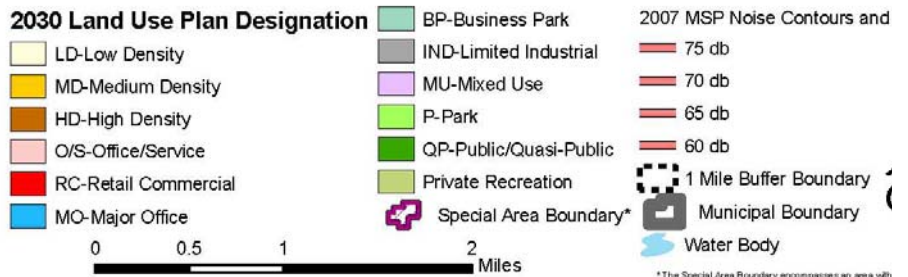 2030 Land Use Plan Designation
LD-Low Density
MD-Medium Density
HD-High Density
O/S-Office/Service
RC-Retail Commercial
MO-Major Office
BP-Business Park
IND-Limited Industrial
MU-Mixed Use
P-Park
QP-Public/Quasi-Public
Private Recreation
Special Area Boundary*
2007 MSP Noise Contours and
75 db
70 db
65 db
60 db
1 Mile Buffer Boundary
Municipal Boundary
Water Body
0 1 2
Miles
*The Special Area Boundary encompasses an area with